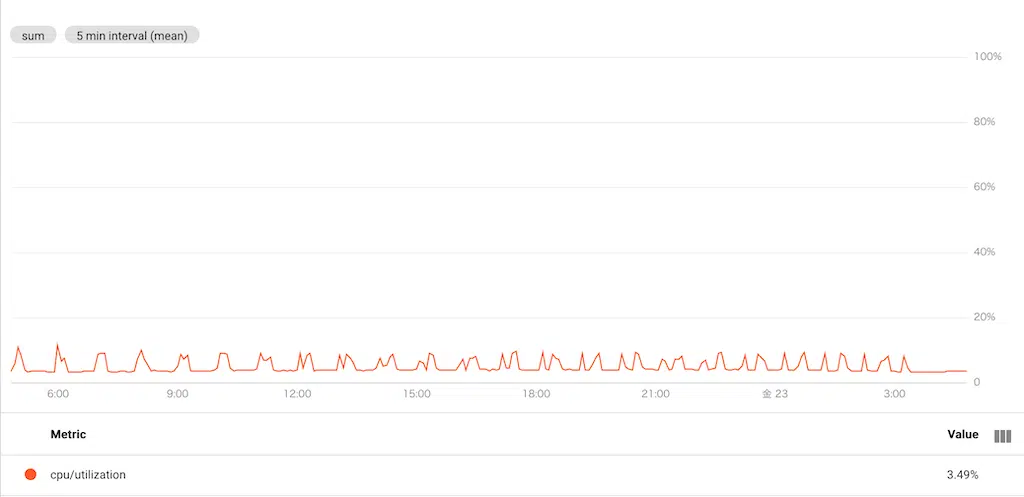 sum 5 min interval (mean)
100%
80%
60%
40%
20%
0
6:00 9:00 12:00 15:00 18:00 21:00 金 23 3:00
Metric Value
cpu/utilization 3.49%